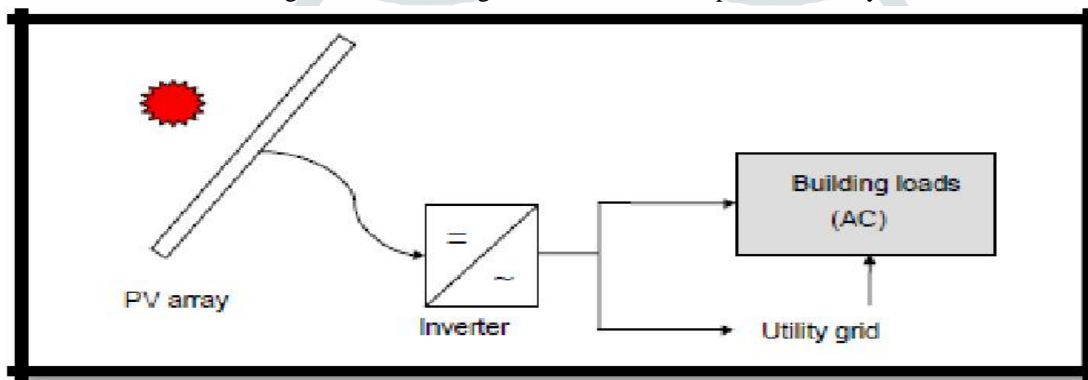 Building loads
(AC)
=
~
PV array
Inverter
Utility grid